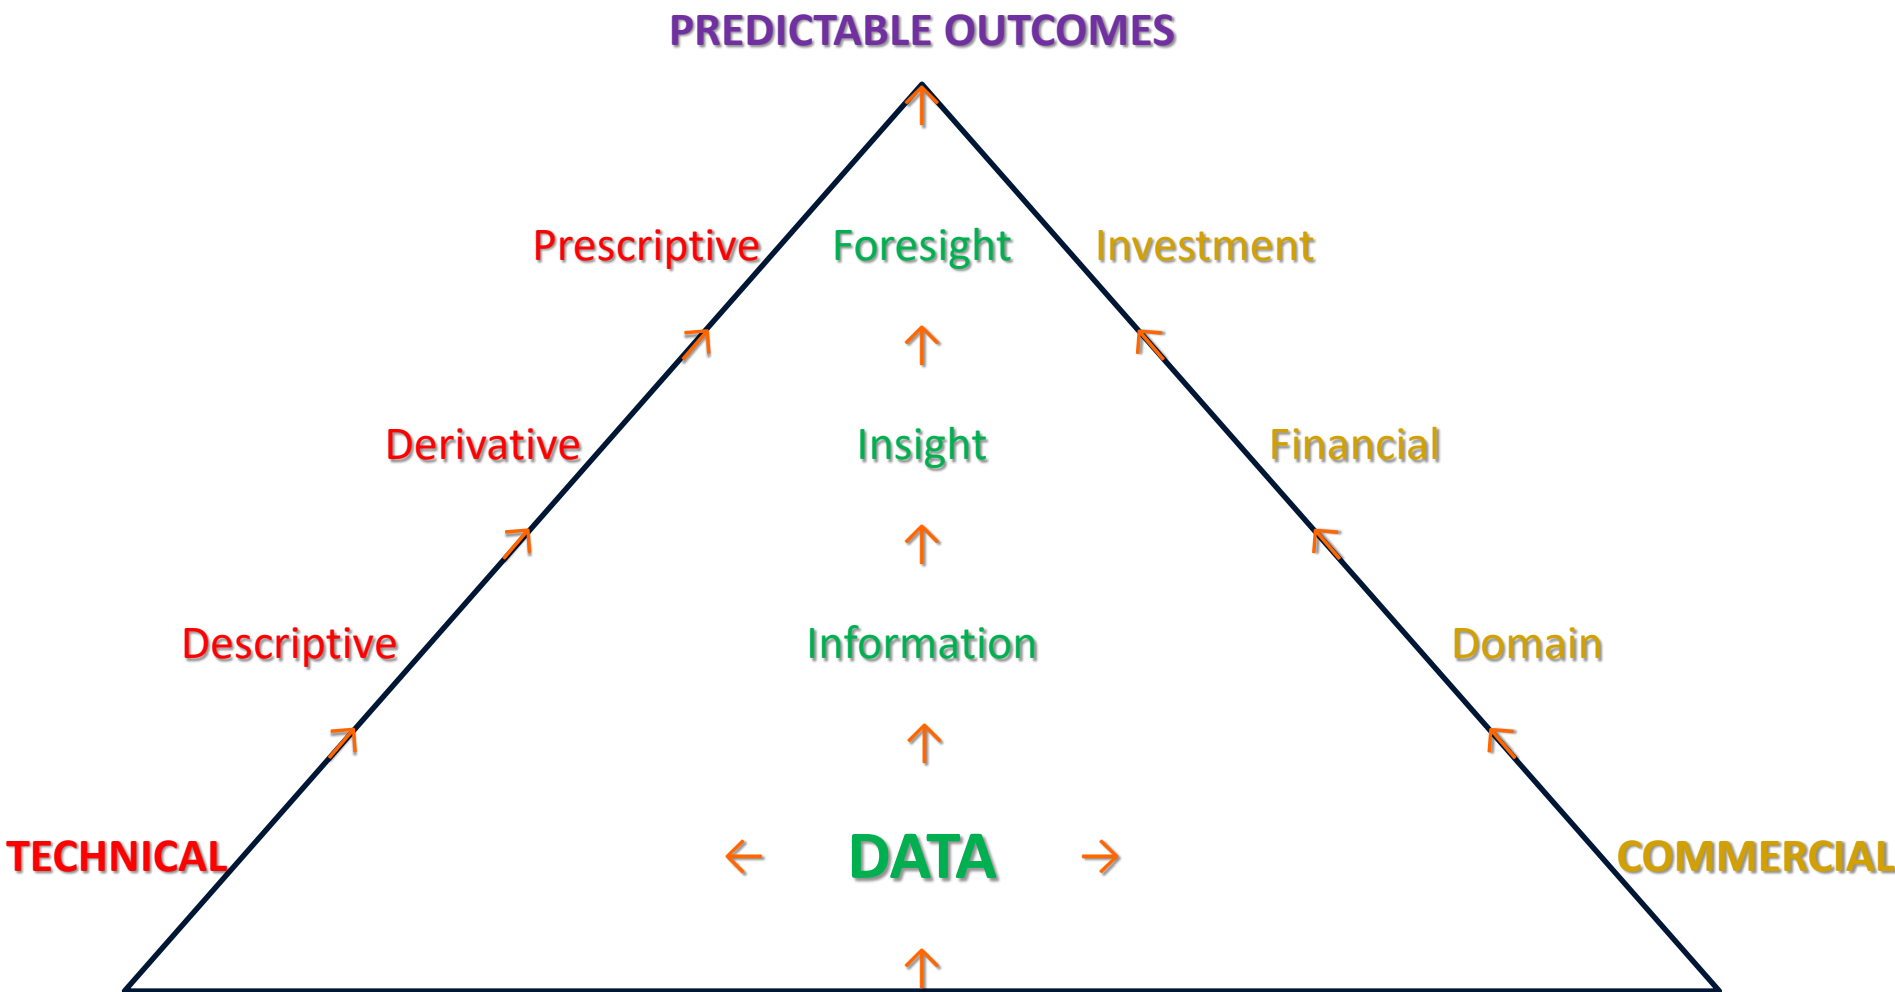 PREDICTABLE OUTCOMES
Prescriptive Foresight Investment
Derivative Insight Financial
Descriptive Information Domain
TECHNICAL DATA COMMERCIAL